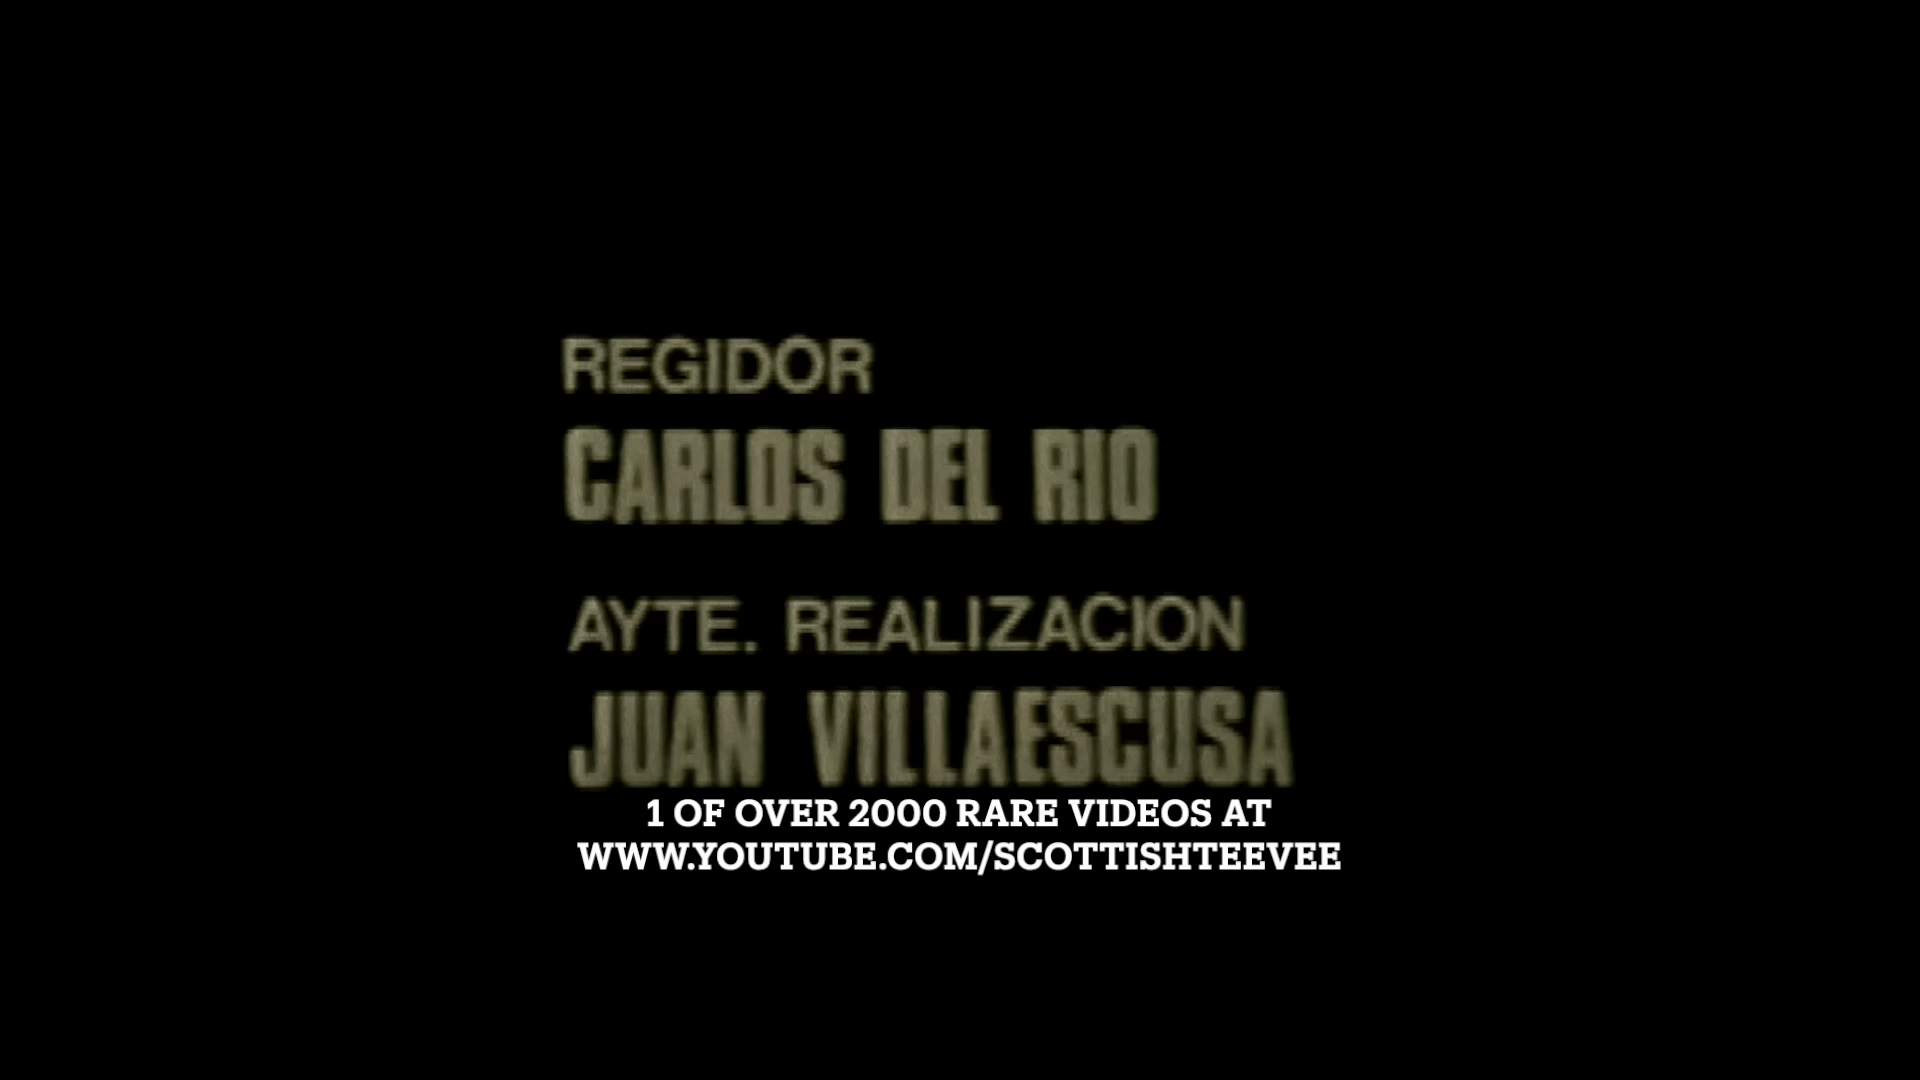 REGIDOR
CARLOS DEL RIO
AYTE. REALIZACION
JUAN VILLAESCUSA
1 OF OVER 2000 RARE VIDEOS AT
WWW.YOUTUBE.COM/SCOTTISHTEEVEE